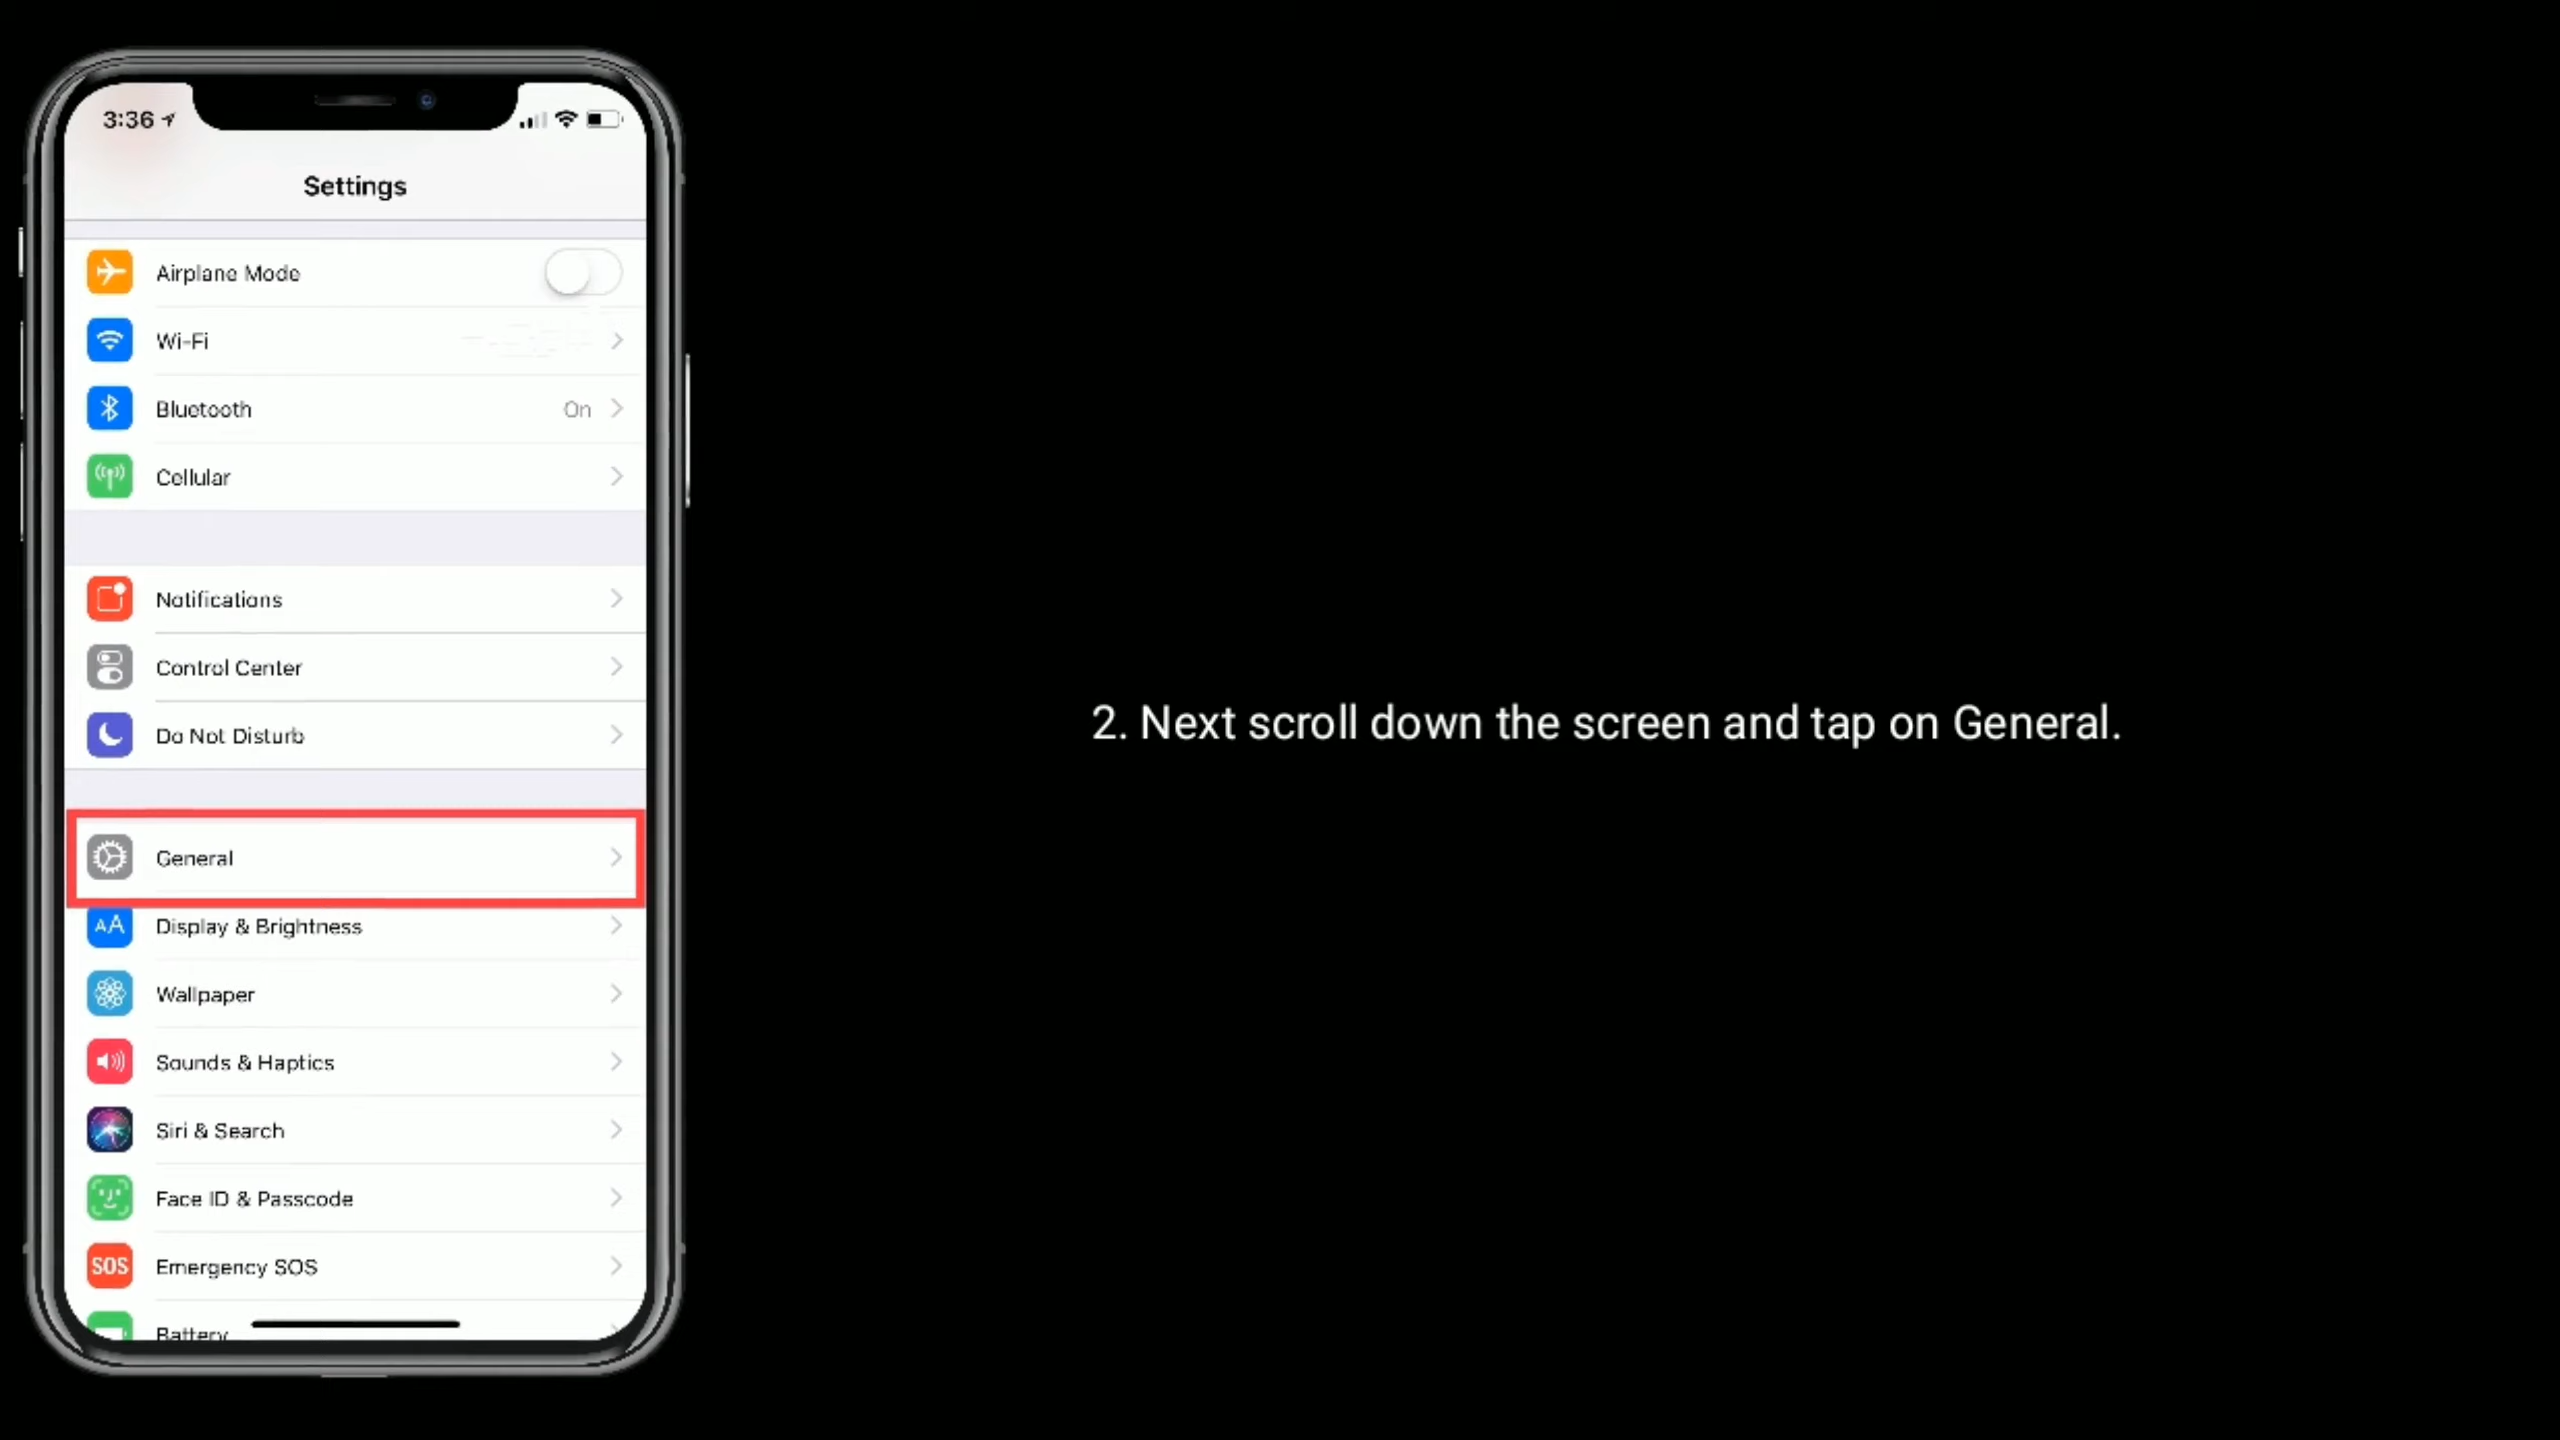 3:36
Settings
Airplane Mode
Wi-Fi
Bluetooth On
Cellular
Notifications
Control Center
Do Not Disturb
General
AA Display & Brightness
Wallpaper
Sounds & Haptics
Siri & Search
Face ID & Passcode
SOS Emergency SOS
Battery
2. Next scroll down the screen and tap on General.